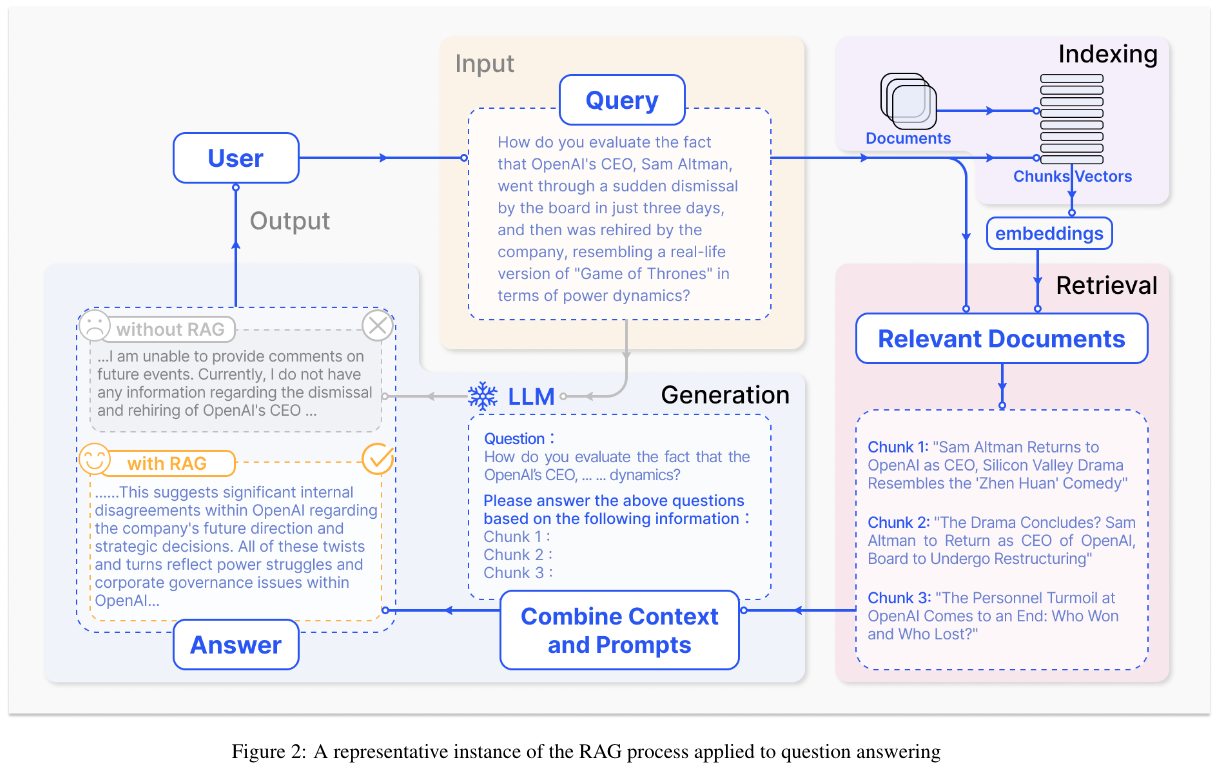 Input
Query
How do you evaluate the fact
that OpenAI's CEO, Sam Altman,
went through a sudden dismissal
by the board in just three days,
and then was rehired by the
company, resembling a real-life
version of "Game of Thrones" in
terms of power dynamics?
Indexing
Documents
Chunks Vectors
embeddings
User
Output
Retrieval
Relevant Documents
Chunk 1: "Sam Altman Returns to
OpenAI as CEO, Silicon Valley Drama
Resembles the 'Zhen Huan' Comedy"
Chunk 2: "The Drama Concludes? Sam
Altman to Return as CEO of OpenAI,
Board to Undergo Restructuring"
Chunk 3: "The Personnel Turmoil at
OpenAI Comes to an End: Who Won
and Who Lost?"
LLM
Generation
Question :
How do you evaluate the fact that the
OpenAI's CEO, ... ... dynamics?
Please answer the above questions
based on the following information :
Chunk 1 :
Chunk 2 :
Chunk 3 :
Combine Context
and Prompts
without RAG
...I am unable to provide comments on
future events. Currently, I do not have
any information regarding the dismissal
and rehiring of OpenAI's CEO ...
with RAG
......This suggests significant internal
disagreements within OpenAI regarding
the company's future direction and
strategic decisions. All of these twists
and turns reflect power struggles and
corporate governance issues within
OpenAI...
Answer
Figure 2: A representative instance of the RAG process applied to question answering